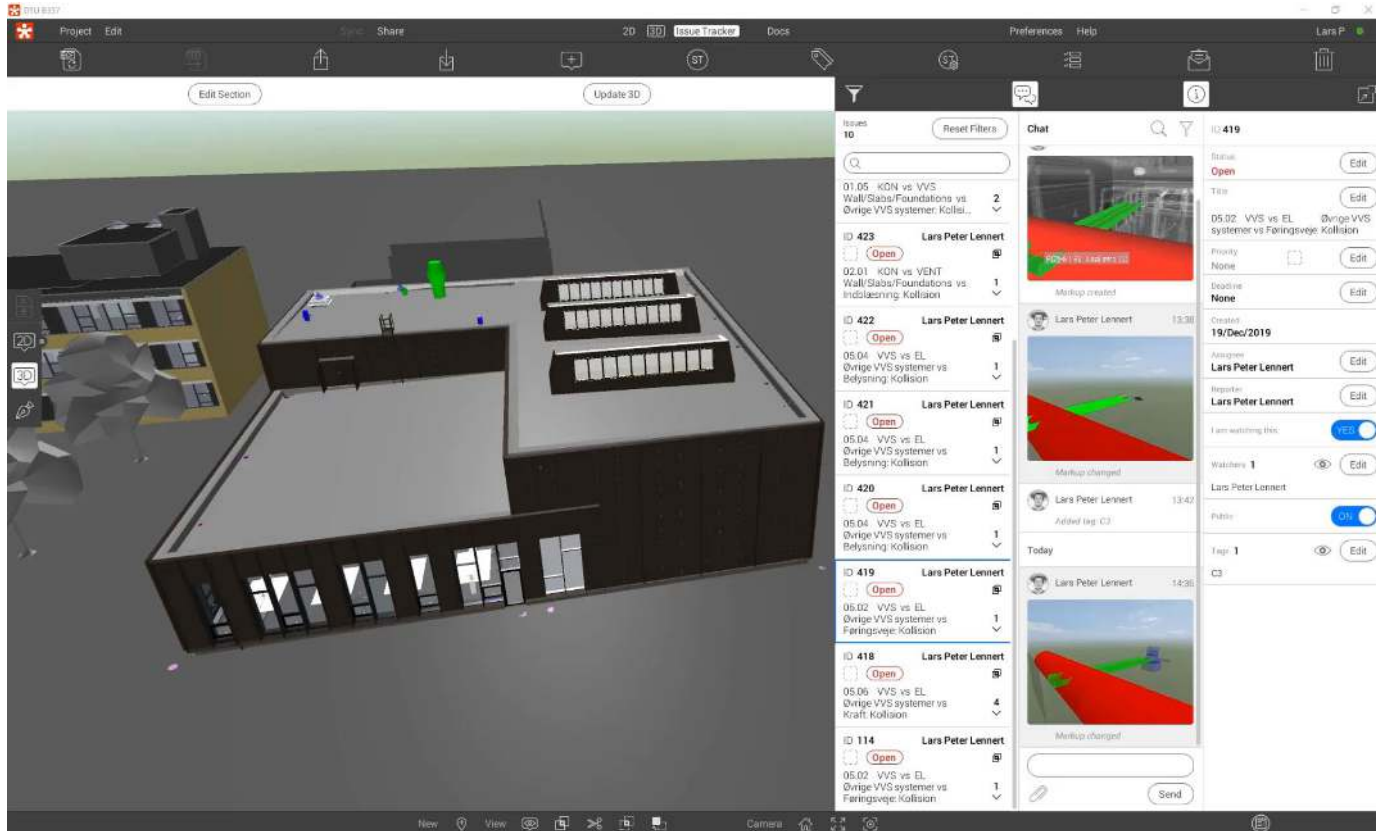 DTU B337
Project Edit Sync Share 2D 3D Issue Tracker Docs Preferences Help Lars P
ST
Edit Section
Update 3D
2D
3D
Issues
10
Reset Filters
01.05 KON vs VVS
Wall/Slabs/Foundations vs
Øvrige VVS systemer: Kollisi...
2
ID 423 Lars Peter Lennert
Open
02.01 KON vs VENT
Wall/Slabs/Foundations vs
Indblæsning: Kollision
1
ID 422 Lars Peter Lennert
Open
05.04 VVS vs EL
Øvrige VVS systemer vs
Belysning: Kollision
1
ID 421 Lars Peter Lennert
Open
05.04 VVS vs EL
Øvrige VVS systemer vs
Belysning: Kollision
1
ID 420 Lars Peter Lennert
Open
05.04 VVS vs EL
Øvrige VVS systemer vs
Belysning: Kollision
1
ID 419 Lars Peter Lennert
Open
05.02 VVS vs EL
Øvrige VVS systemer vs
Føringsveje: Kollision
1
ID 418 Lars Peter Lennert
Open
05.06 VVS vs EL
Øvrige VVS systemer vs
Kraft: Kollision
4
ID 114 Lars Peter Lennert
Open
05.02 VVS vs EL
Øvrige VVS systemer vs
Føringsveje: Kollision
1
Chat
Markup created
Lars Peter Lennert 13:38
Markup changed
Lars Peter Lennert 13:47
Added tag: C3
Today
Lars Peter Lennert
Markup changed
Send
ID 419
Status
Open
Edit
Title
Edit
05.02 VVS vs EL Øvrige VVS
systemer vs Føringsveje: Kollision
Priority
None
Edit
Deadline
None
Edit
Created
19/Dec/2019
Assignee
Lars Peter Lennert
Edit
Reporter
Lars Peter Lennert
Edit
I am watching this
YES
Watchers 1
Edit
Lars Peter Lennert
Public
ON
Tags 1
Edit
C3
New View Camera